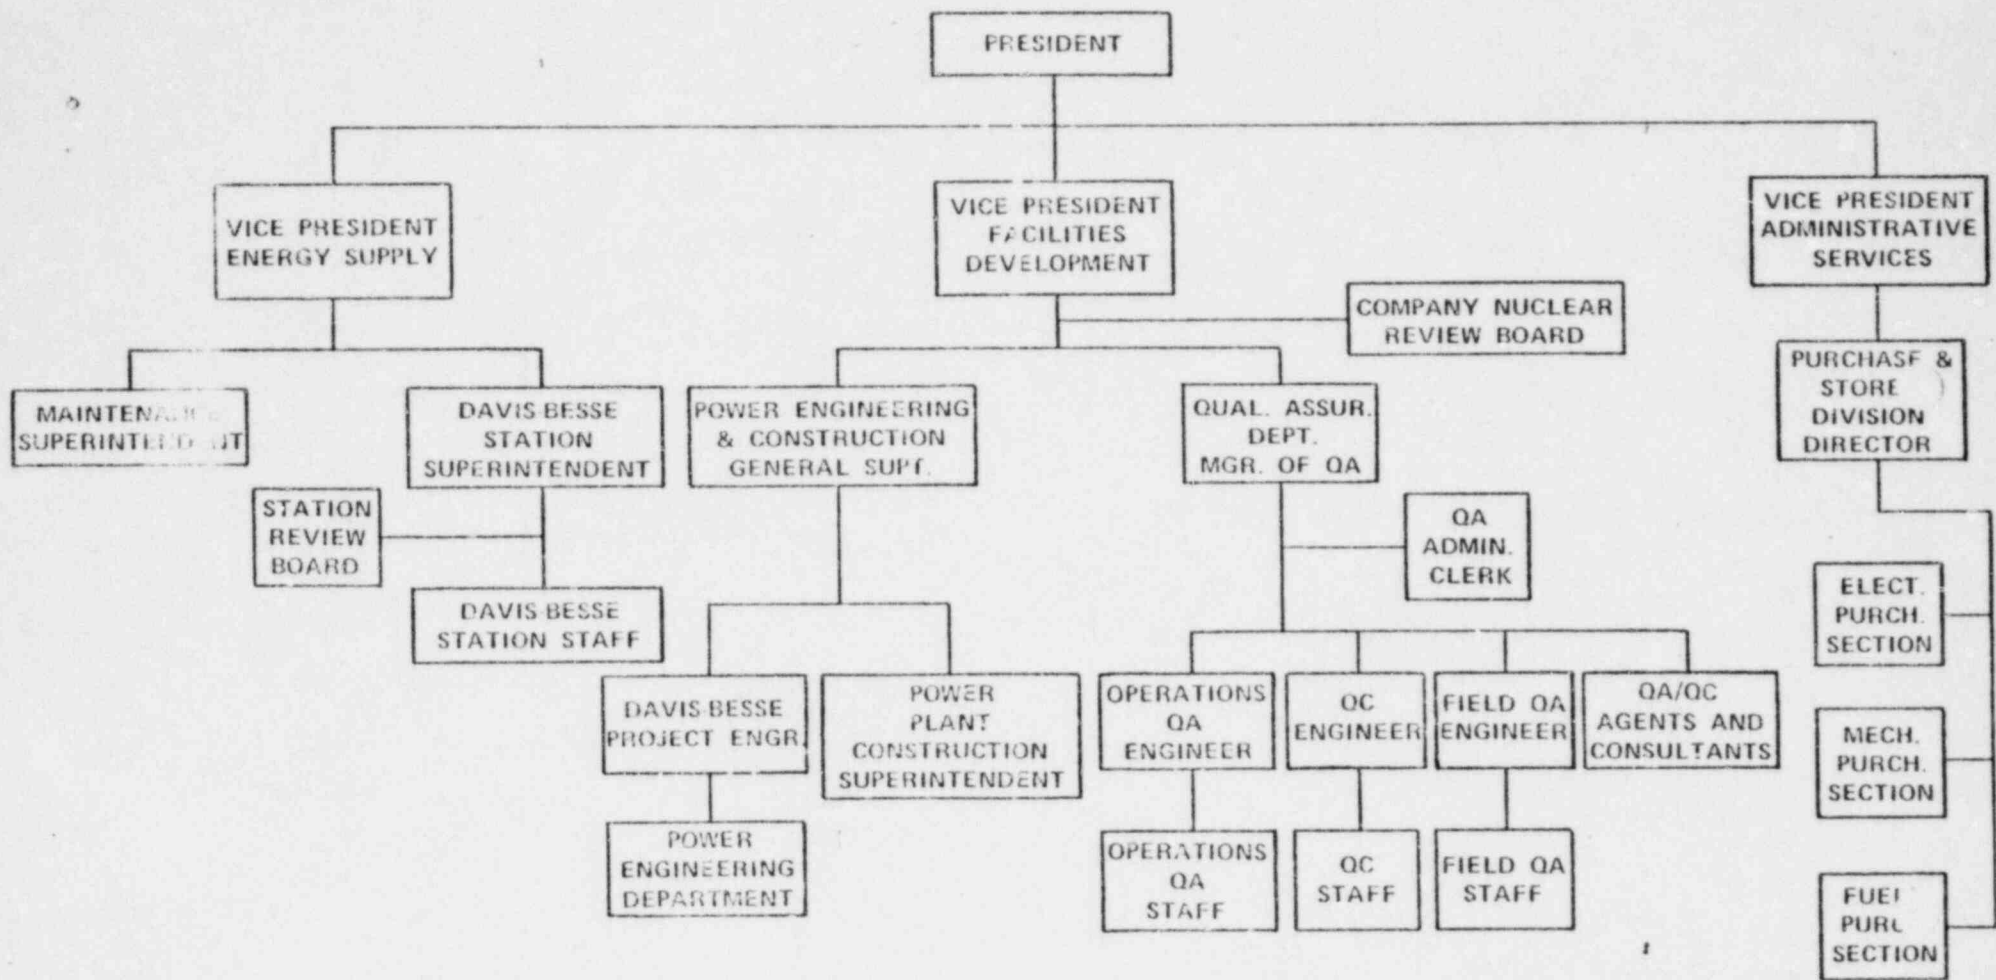 PRESIDENT
VICE PRESIDENT
ENERGY SUPPLY
VICE PRESIDENT
FACILITIES
DEVELOPMENT
VICE PRESIDENT
ADMINISTRATIVE
SERVICES
COMPANY NUCLEAR
REVIEW BOARD
MAINTENANCE
SUPERINTENDENT
DAVIS-BESSE
STATION
SUPERINTENDENT
POWER ENGINEERING
& CONSTRUCTION
GENERAL SUPT.
QUAL. ASSUR.
DEPT.
MGR. OF QA
PURCHASE &
STORE
DIVISION
DIRECTOR
STATION
REVIEW
BOARD
QA
ADMIN.
CLERK
DAVIS-BESSE
STATION STAFF
DAVIS-BESSE
PROJECT ENGR.
POWER
PLANT
CONSTRUCTION
SUPERINTENDENT
OPERATIONS
QA
ENGINEER
QC
ENGINEER
FIELD QA
ENGINEER
QA/QC
AGENTS AND
CONSULTANTS
ELECT.
PURCH.
SECTION
MECH.
PURCH.
SECTION
POWER
ENGINEERING
DEPARTMENT
OPERATIONS
QA
STAFF
QC
STAFF
FIELD QA
STAFF
FUEL
SECTION